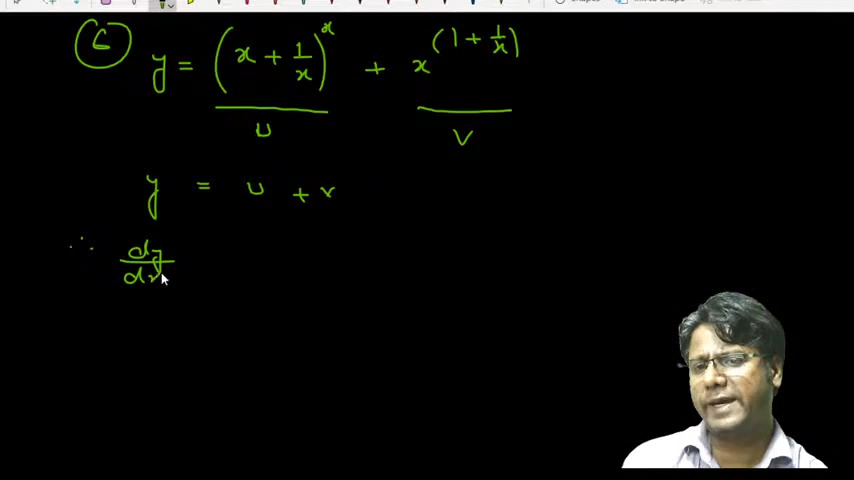 6 y = (x + 1/x)^x + x^(1 + 1/x)
u v
y = u + v
∴ dy/dx